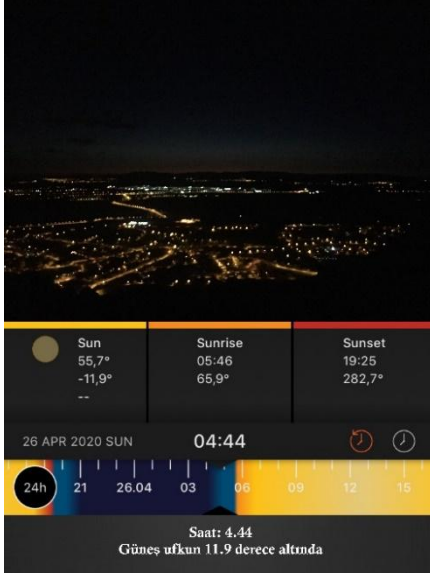 Sun
55,7°
-11,9°
--
Sunrise
05:46
65,9°
Sunset
19:25
282,7°
26 APR 2020 SUN
04:44
24h
21
26.04
03
06
09
12
15
Saat: 4.44
Güneş ufkun 11.9 derece altında